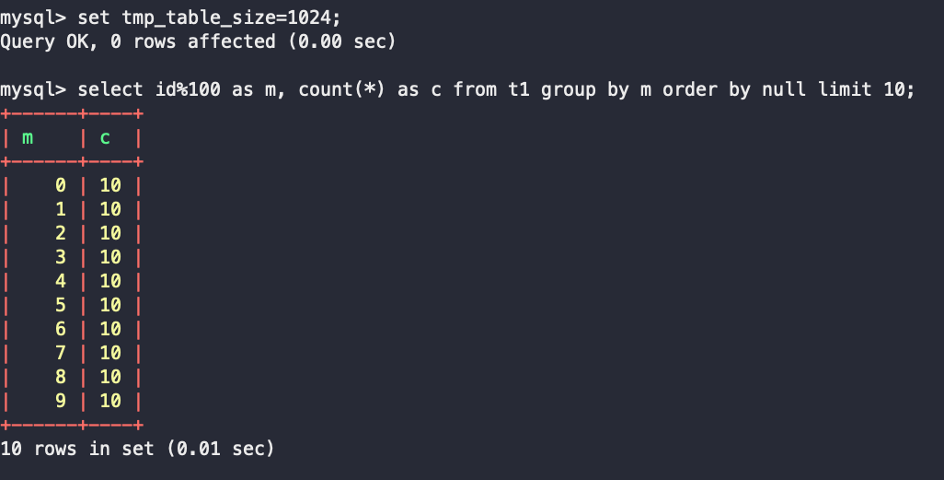 mysql> set tmp_table_size=1024;
Query OK, 0 rows affected (0.00 sec)
mysql> select id%100 as m, count(*) as c from t1 group by m order by null limit 10;
+------+----+
| m    | c  |
+------+----+
|    0 | 10 |
|    1 | 10 |
|    2 | 10 |
|    3 | 10 |
|    4 | 10 |
|    5 | 10 |
|    6 | 10 |
|    7 | 10 |
|    8 | 10 |
|    9 | 10 |
+------+----+
10 rows in set (0.01 sec)